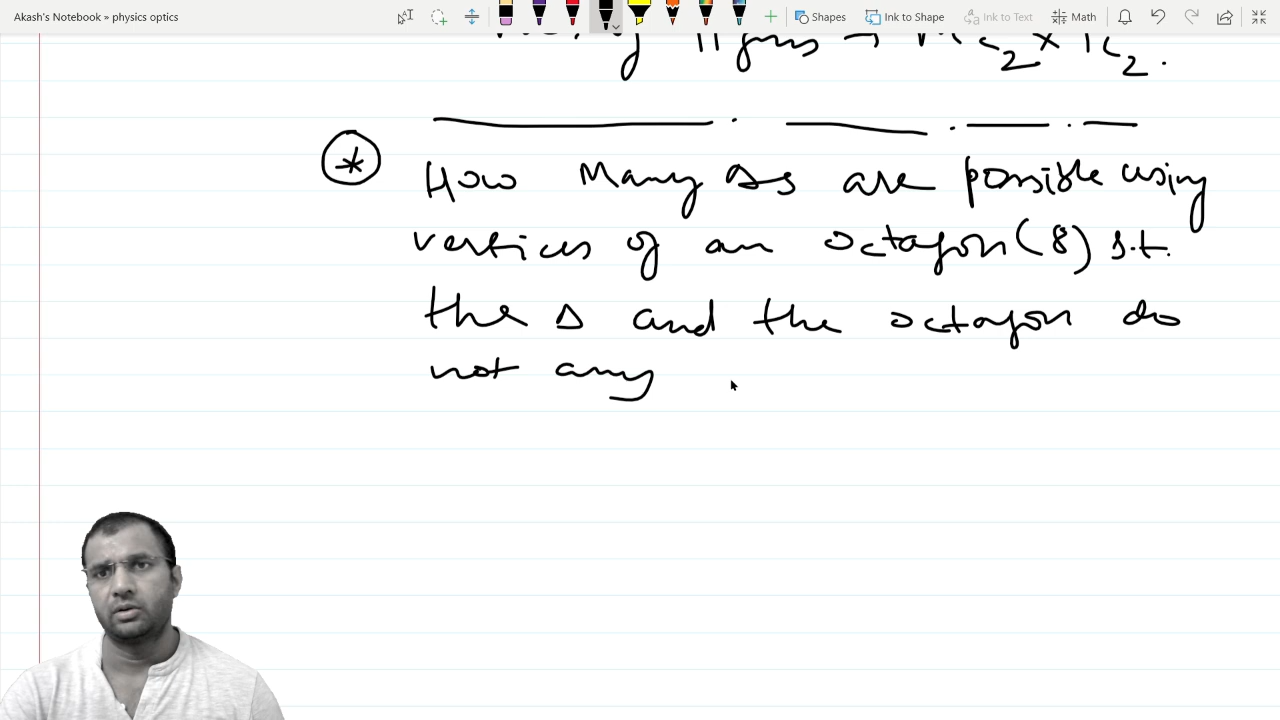 Akash's Notebook » physics optics
Shapes
Ink to Shape
Ink to Text
Math
How Many Δs are possible using
vertices of an octagon (8) s.t.
the Δ and the octagon do
not any